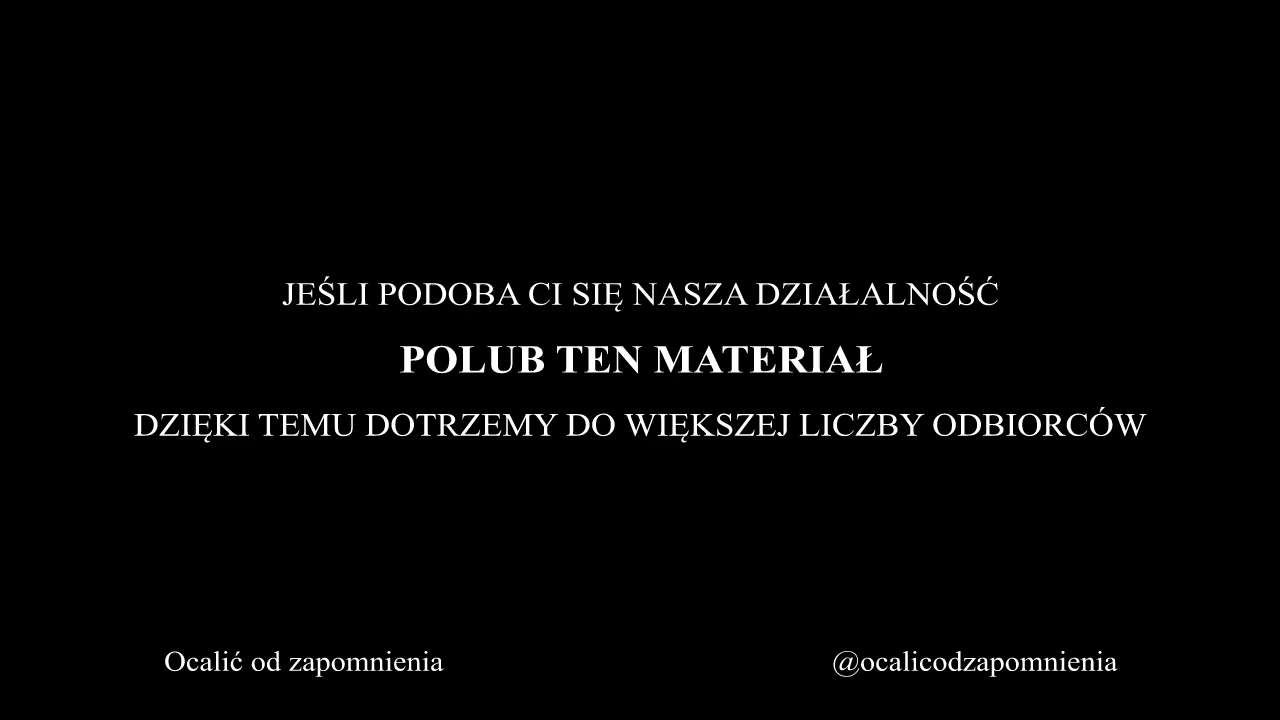 JEŚLI PODOBA CI SIĘ NASZA DZIAŁALNOŚĆ
POLUB TEN MATERIAŁ
DZIĘKI TEMU DOTRZEMY DO WIĘKSZEJ LICZBY ODBIORCÓW
Ocalić od zapomnienia
@ocalicodzapomnienia